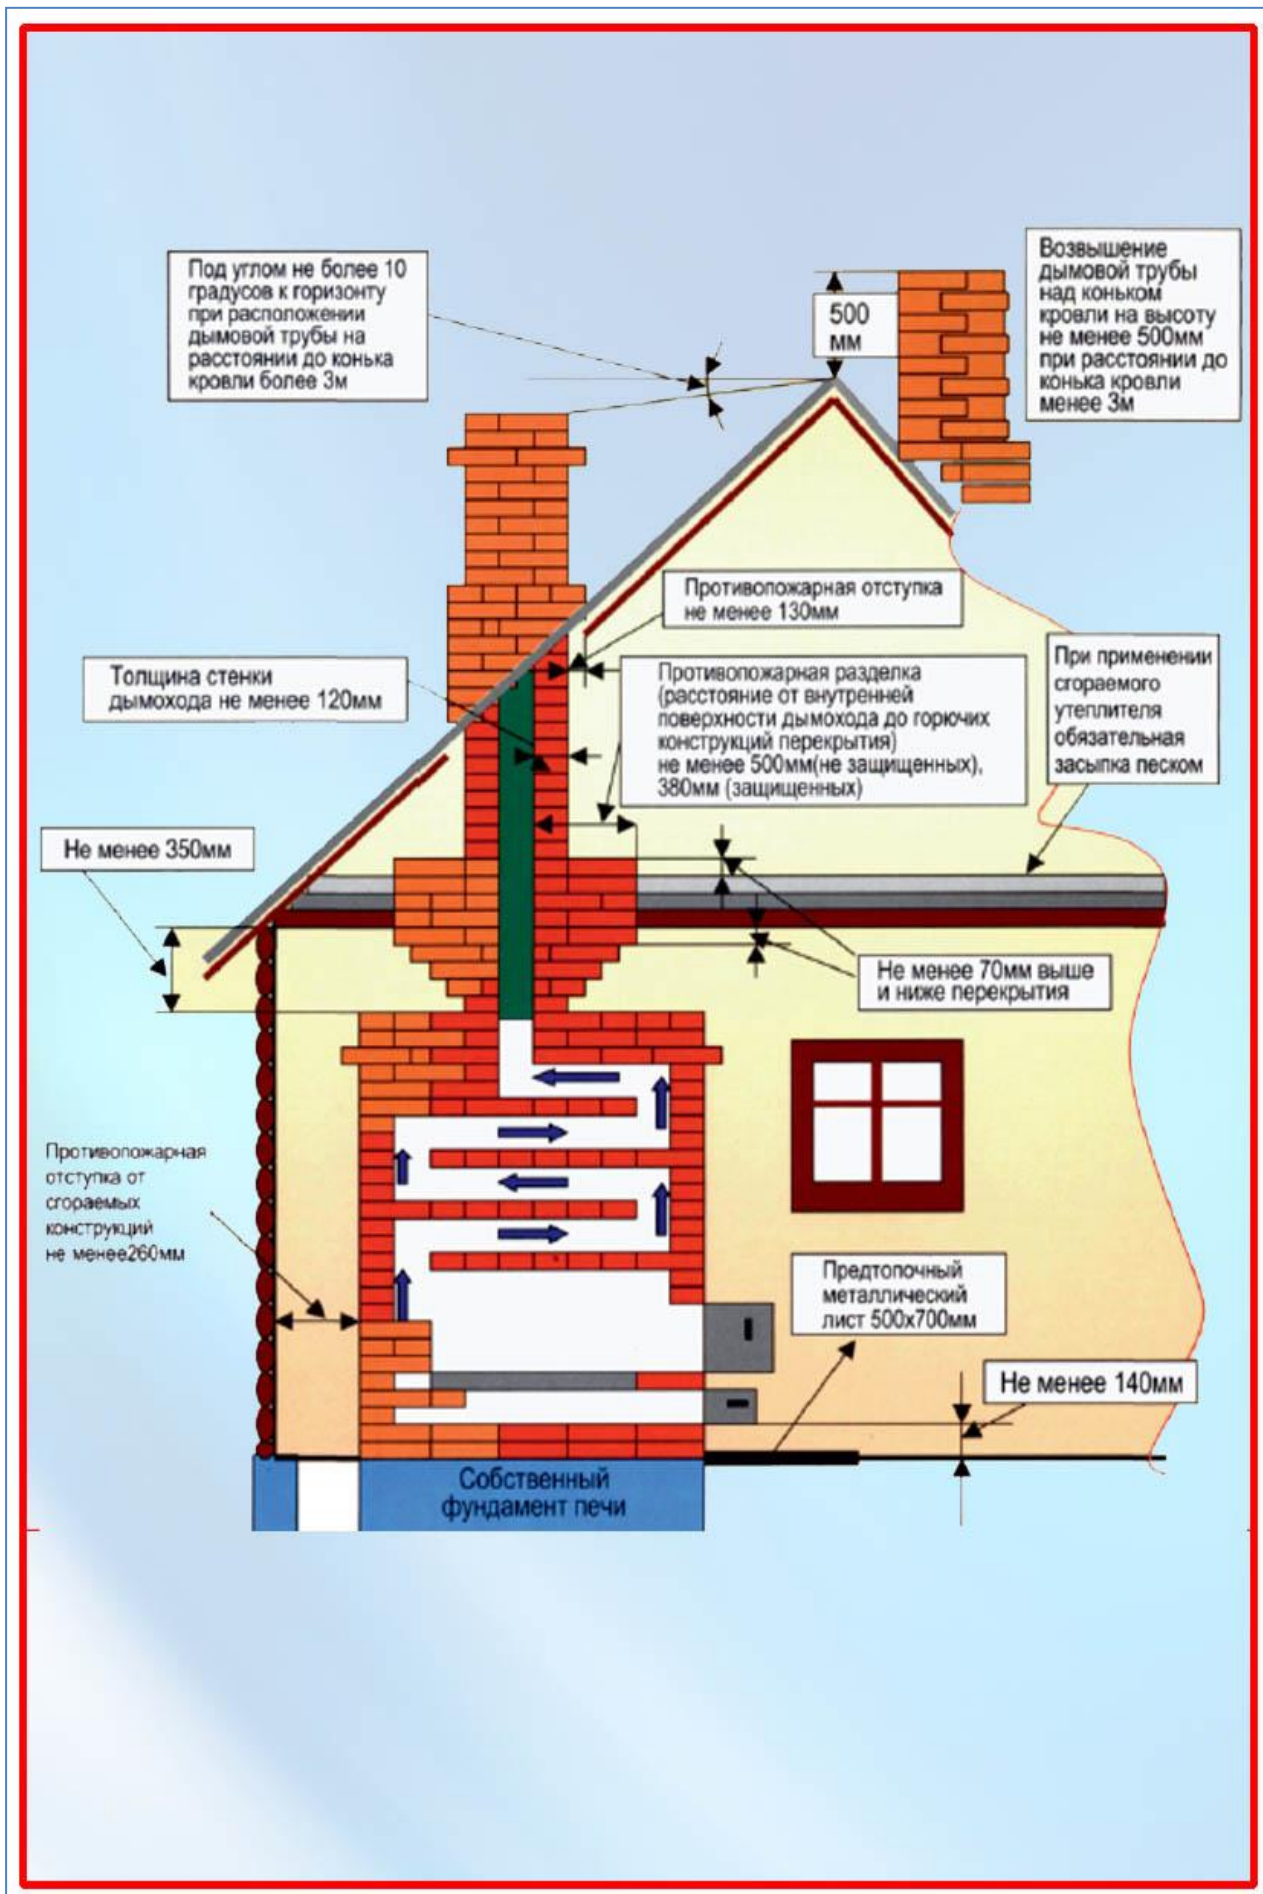 Под углом не более 10
градусов к горизонту
при расположении
дымовой трубы на
расстоянии до конька
кровли более 3м
500
мм
Возвышение
дымовой трубы
над коньком
кровли на высоту
не менее 500мм
при расстоянии до
конька кровли
менее 3м
Противопожарная отступка
не менее 130мм
Толщина стенки
дымохода не менее 120мм
Противопожарная разделка
(расстояние от внутренней
поверхности дымохода до горючих
конструкций перекрытия)
не менее 500мм(не защищенных),
380мм (защищенных)
При применении
сгораемого
утеплителя
обязательная
засыпка песком
Не менее 350мм
Не менее 70мм выше
и ниже перекрытия
Противопожарная
отступка от
сгораемых
конструкций
не менее260мм
Предтопочный
металлический
лист 500х700мм
Не менее 140мм
Собственный
фундамент печи